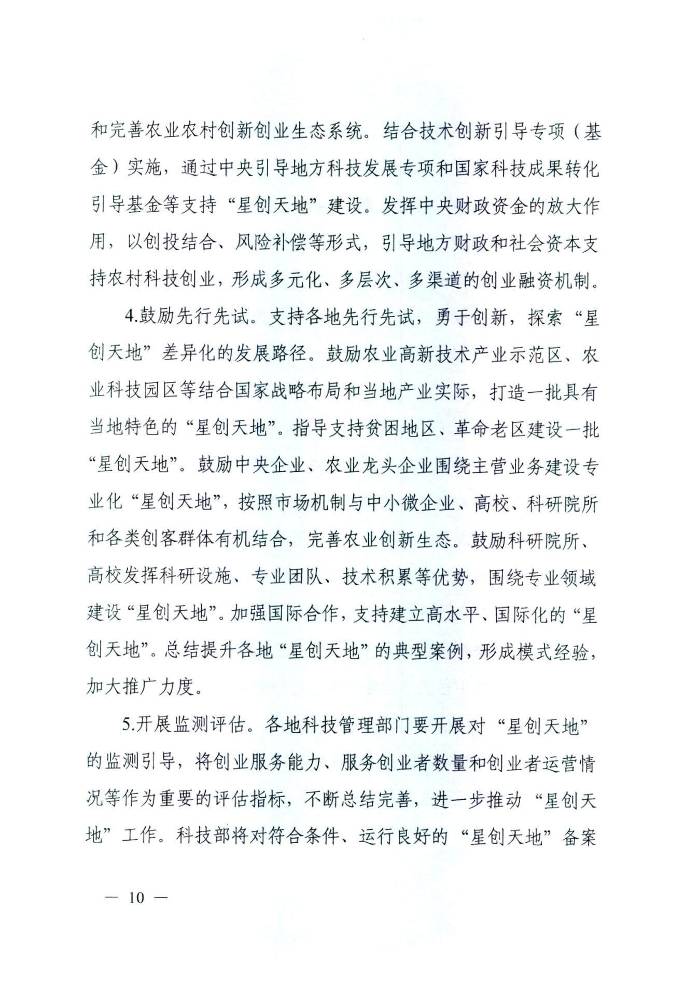 和完善农业农村创新创业生态系统。结合技术创新引导专项（基
金）实施，通过中央引导地方科技发展专项和国家科技成果转化
引导基金等支持“星创天地”建设。发挥中央财政资金的放大作
用，以创投结合、风险补偿等形式，引导地方财政和社会资本支
持农村科技创业，形成多元化、多层次、多渠道的创业融资机制。
4.鼓励先行先试。支持各地先行先试，勇于创新，探索“星
创天地”差异化的发展路径。鼓励农业高新技术产业示范区、农
业科技园区等结合国家战略布局和当地产业实际，打造一批具有
当地特色的“星创天地”。指导支持贫困地区、革命老区建设一批
“星创天地”。鼓励中央企业、农业龙头企业围绕主营业务建设专
业化“星创天地”，按照市场机制与中小微企业、高校、科研院所
和各类创客群体有机结合，完善农业创新生态。鼓励科研院所、
高校发挥科研设施、专业团队、技术积累等优势，围绕专业领域
建设“星创天地”。加强国际合作，支持建立高水平、国际化的“星
创天地”。总结提升各地“星创天地”的典型案例，形成模式经验，
加大推广力度。
5.开展监测评估。各地科技管理部门要开展对“星创天地”
的监测引导，将创业服务能力、服务创业者数量和创业者运营情
况等作为重要的评估指标，不断总结完善，进一步推动“星创天
地”工作。科技部将对符合条件、运行良好的“星创天地”备案
— 10 —